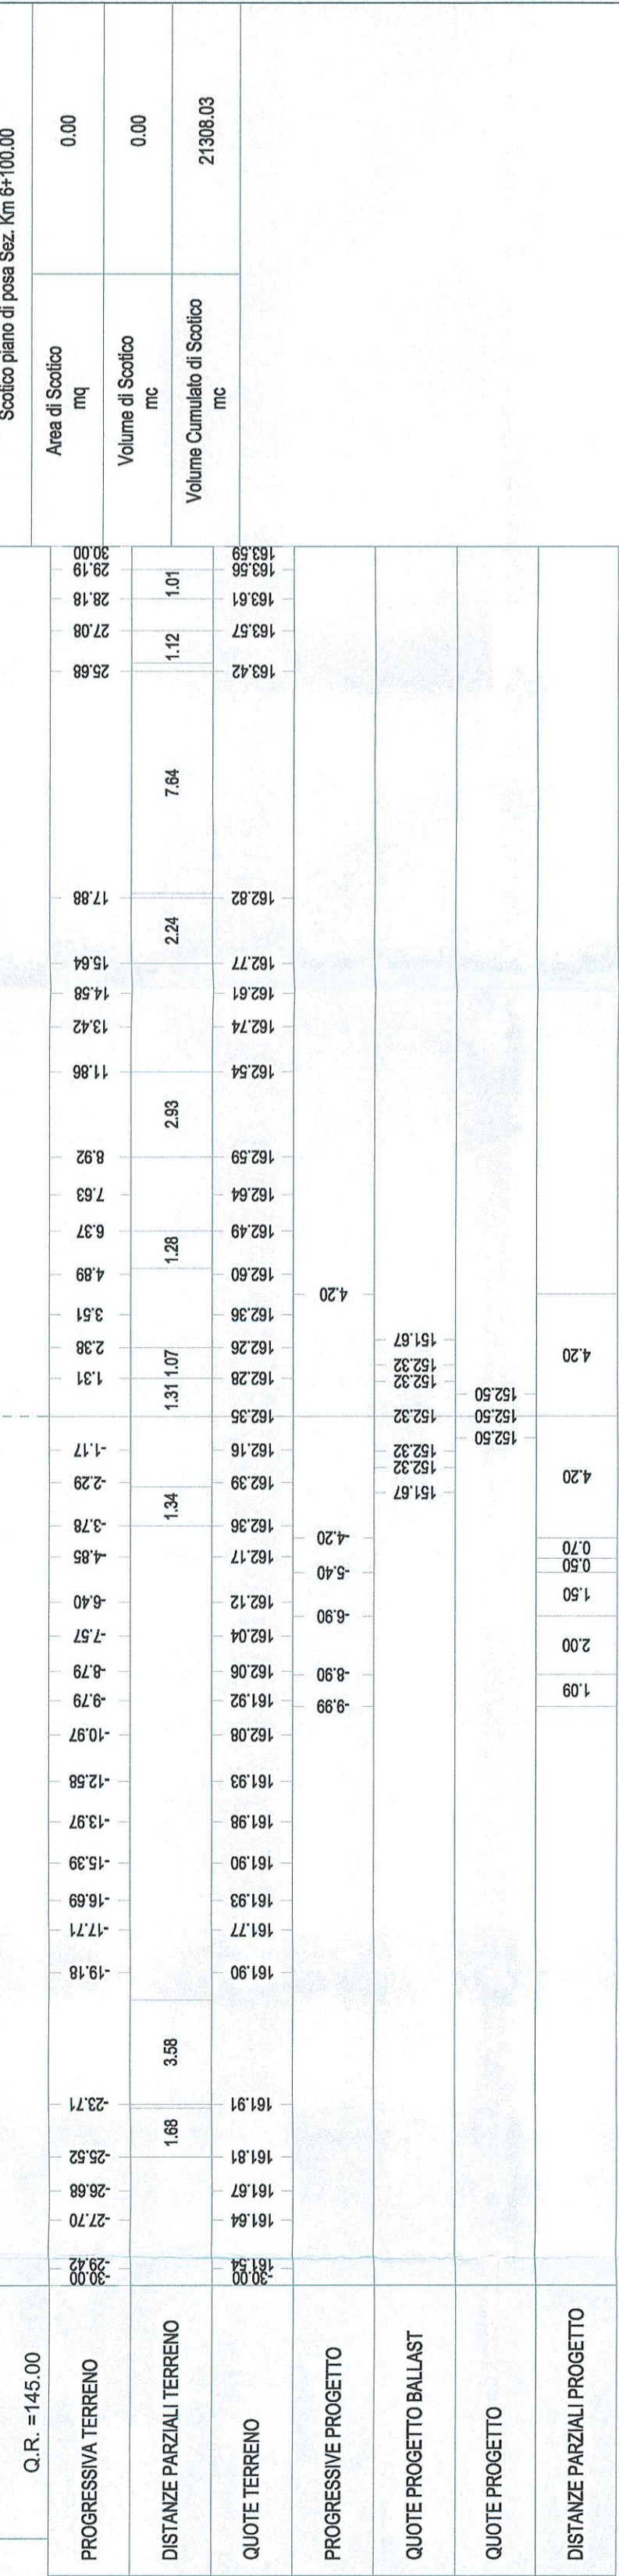 Q.R. =145.00
PROGRESSIVA TERRENO -30.00 -29.42 -27.70 -26.68 -25.52 -23.71 -19.18 -17.71 -16.69 -15.39 -13.97 -12.58 -10.97 -9.79 -8.79 -7.57 -6.40 -4.85 -3.78 -2.29 -1.17 1.31 2.38 3.51 4.89 6.37 7.63 8.92 11.86 13.42 14.58 15.64 17.88 25.68 27.08 28.18 29.19 30.00
DISTANZE PARZIALI TERRENO 1.68 3.58 1.34 1.31 1.07 1.28 2.93 2.24 7.64 1.12 1.01
QUOTE TERRENO -30.00 161.54 161.64 161.67 161.81 161.91 161.90 161.77 161.93 161.90 161.98 161.93 162.08 161.92 162.06 162.04 162.12 162.17 162.36 162.39 162.16 162.35 162.28 162.26 162.36 162.60 162.49 162.64 162.59 162.54 162.74 162.61 162.77 162.82 163.42 163.57 163.61 163.56 163.59
PROGRESSIVE PROGETTO -9.99 -8.90 -6.90 -5.40 -4.20 4.20
QUOTE PROGETTO BALLAST 151.67 152.32 152.32 152.32 152.32 152.32 151.67
QUOTE PROGETTO 152.50 152.50 152.50
DISTANZE PARZIALI PROGETTO 1.09 2.00 1.50 0.50 0.70 4.20 4.20
Scotico piano di posa Sez. Km 6+100.00
Area di Scotico
mq
0.00
Volume di Scotico
mc
0.00
Volume Cumulato di Scotico
mc
21308.03